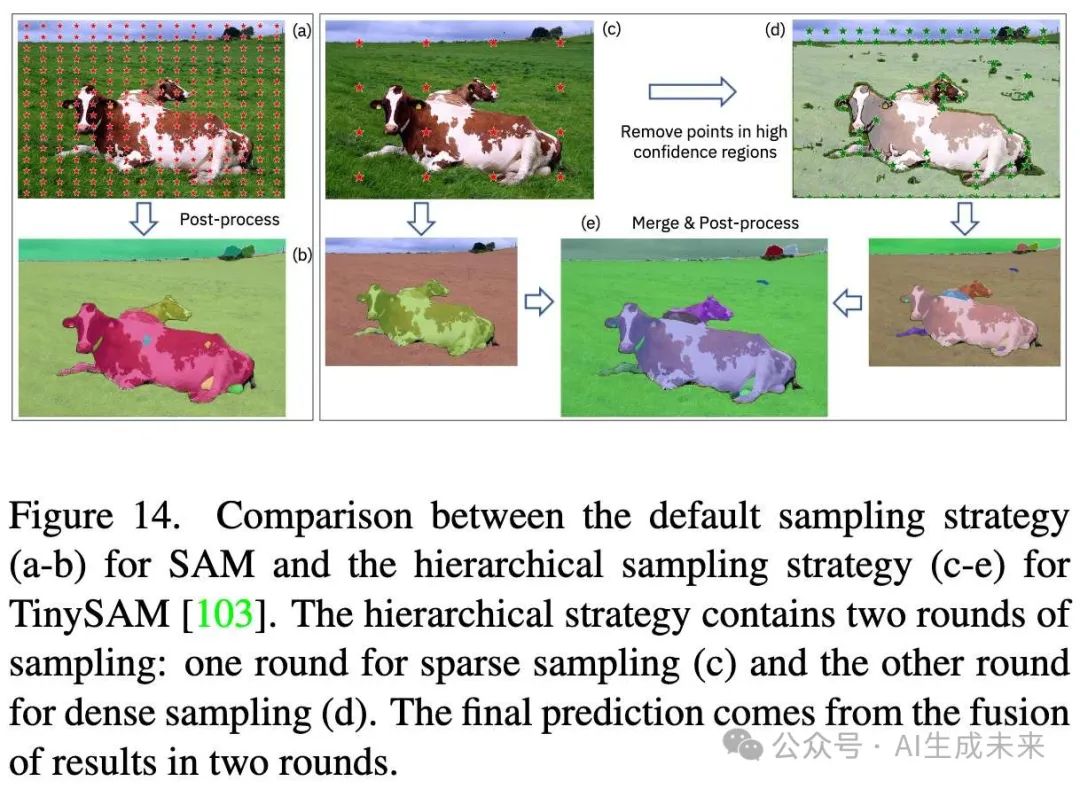 (a)
(c)
(d)
Remove points in high
confidence regions
Post-process
(e)
Merge & Post-process
(b)
Figure 14. Comparison between the default sampling strategy
(a-b) for SAM and the hierarchical sampling strategy (c-e) for
TinySAM [103]. The hierarchical strategy contains two rounds of
sampling: one round for sparse sampling (c) and the other round
for dense sampling (d). The final prediction comes from the fusion
of results in two rounds.
公众号 · AI生成未来